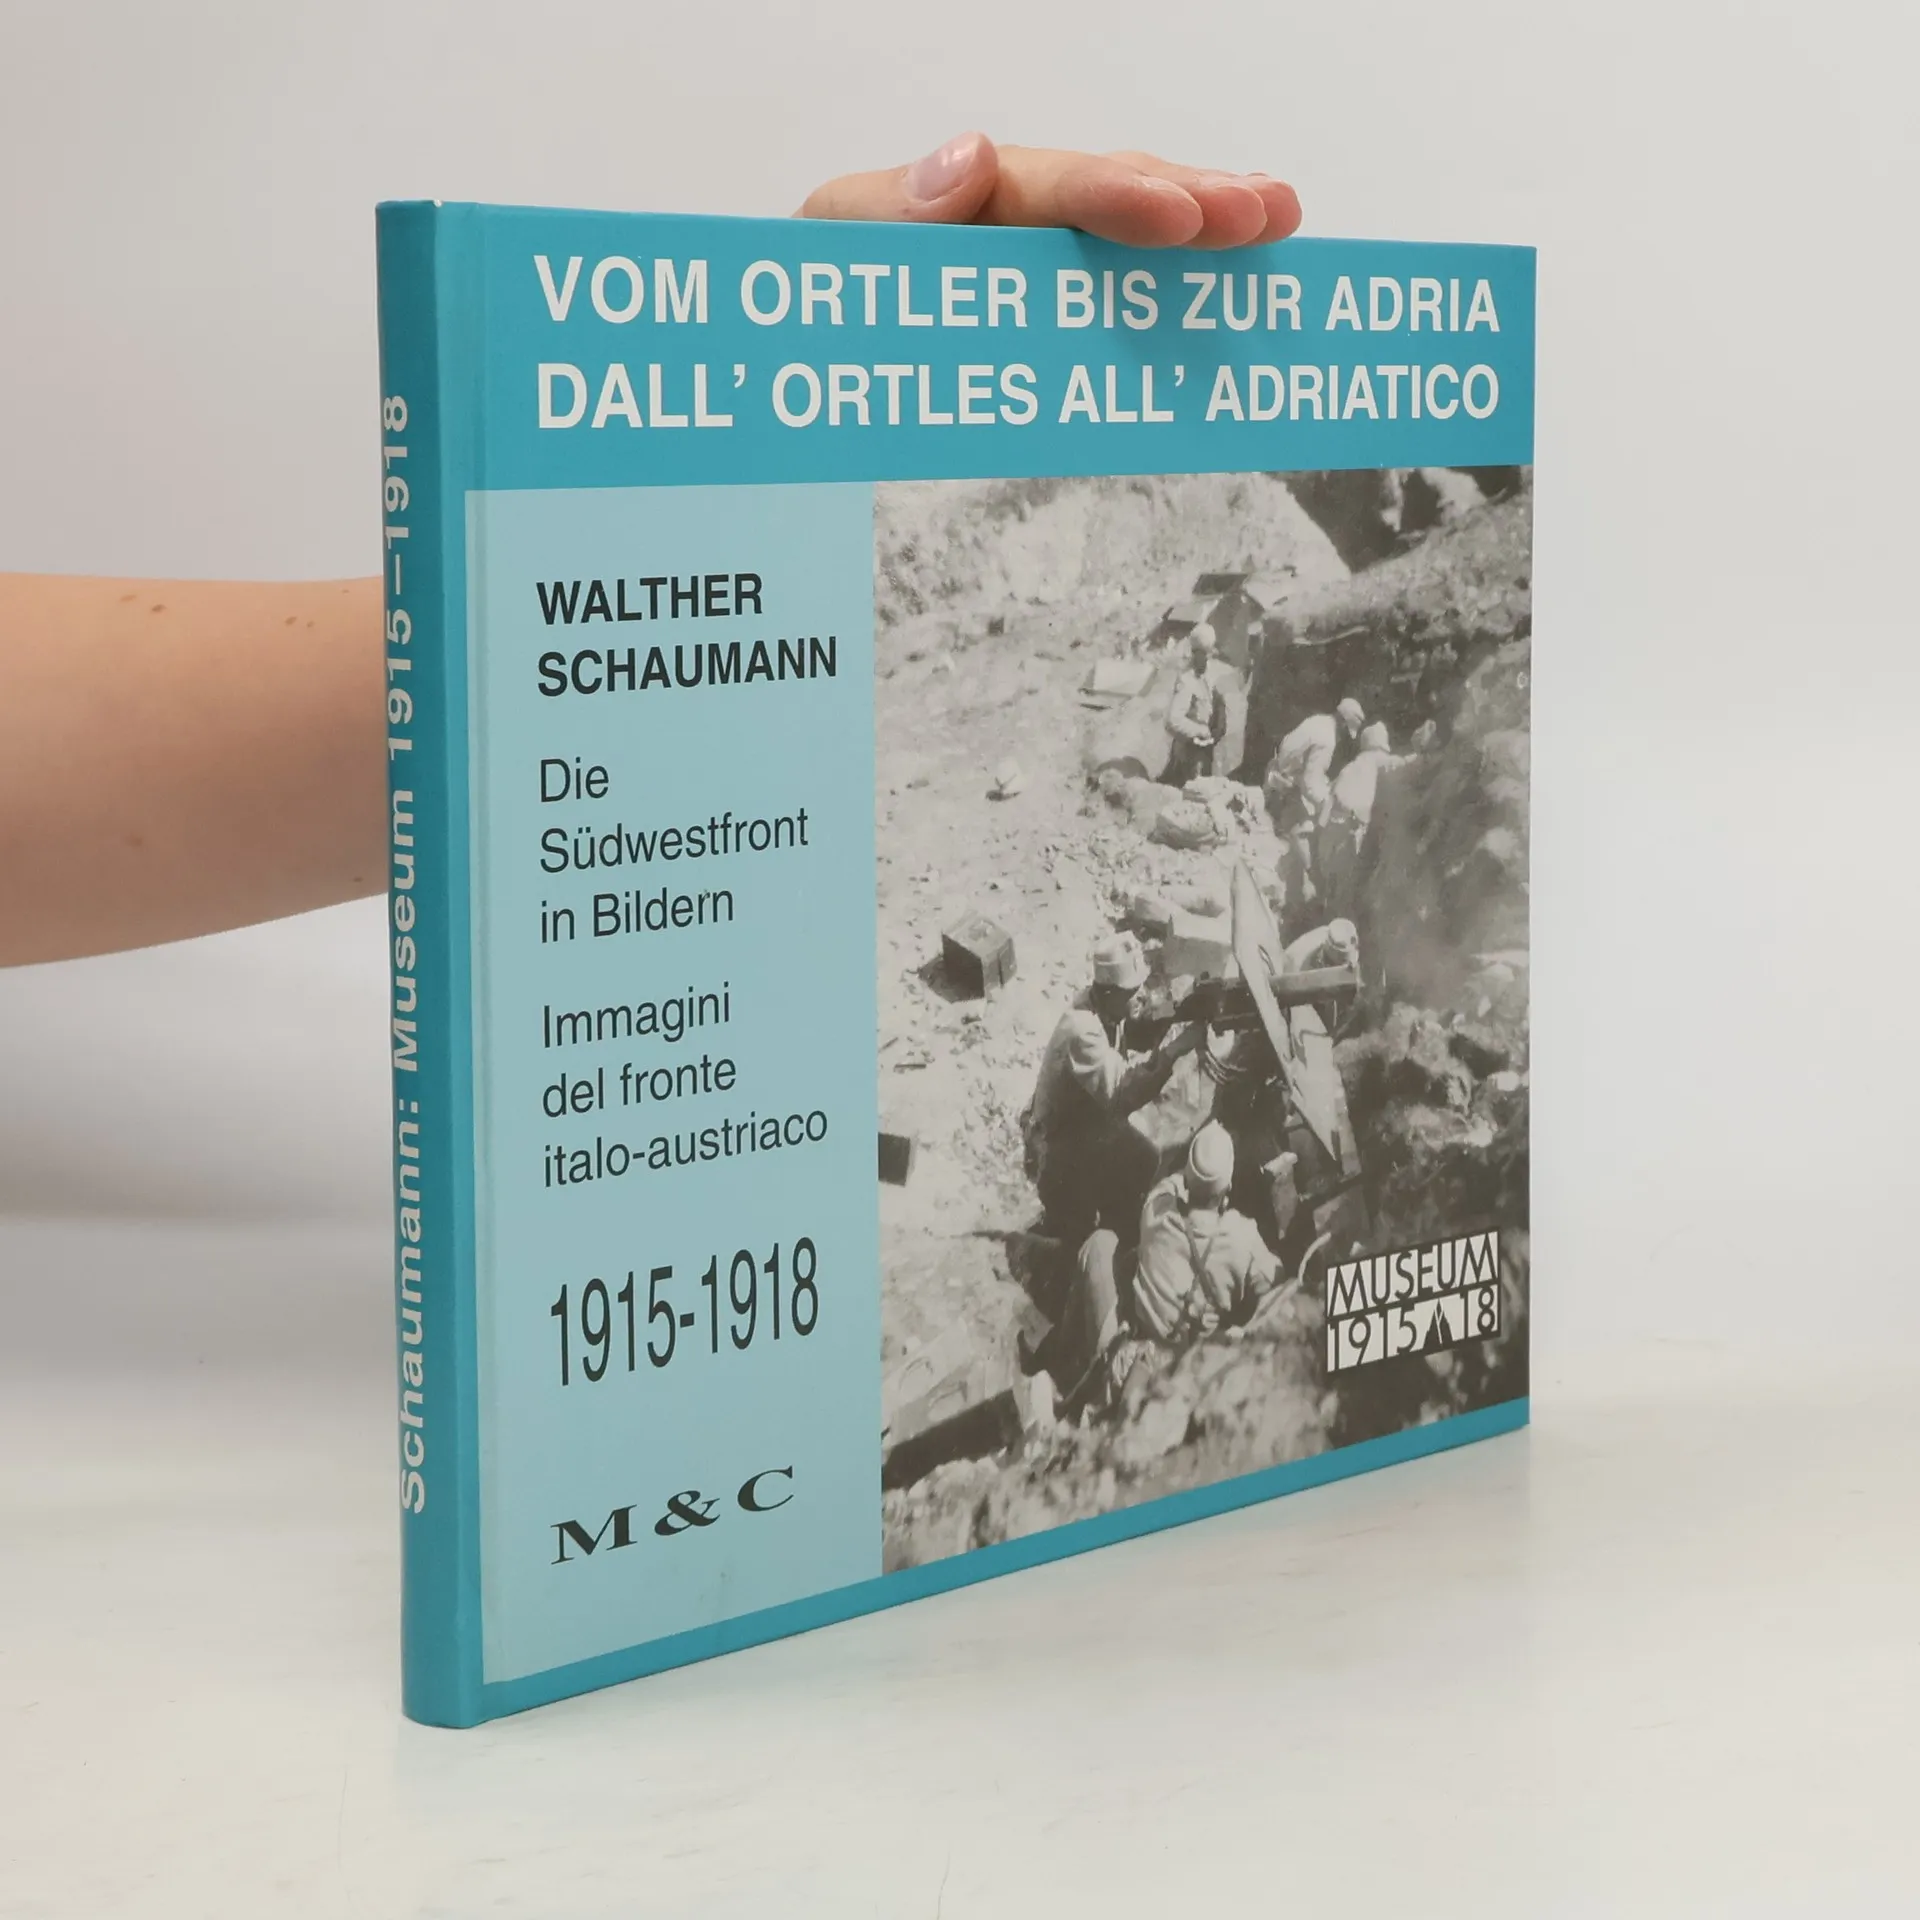 VOM ORTLER BIS ZUR ADRIA
DALL' ORTLES ALL' ADRIATICO
WALTHER
SCHAUMANN
Die
Südwestfront
in Bildern
Immagini
del fronte
italo-austriaco
1915-1918
M & C
MUSEUM
1915 18
Schaumann: Museum 1915–1918